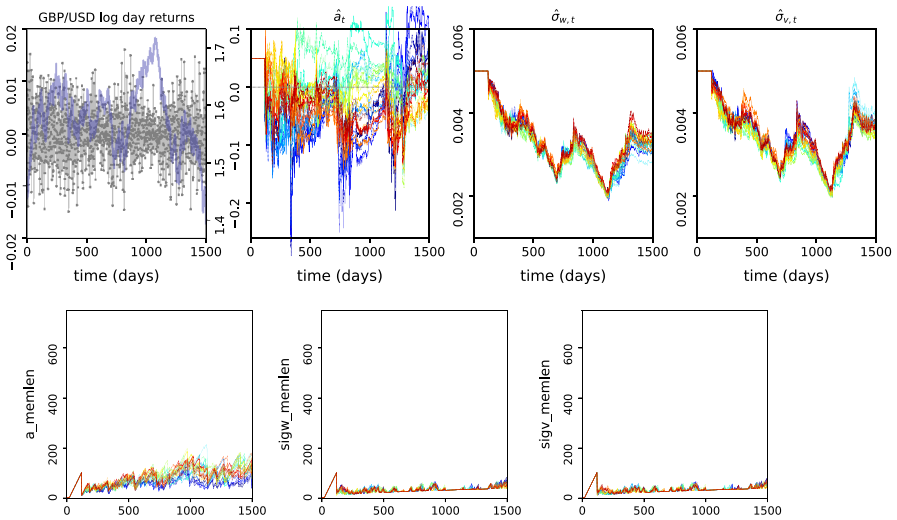 GBP/USD log day returns
0.02
0.01
0.00
−0.01
−0.02
1.7
1.6
1.5
1.4
0 500 1000 1500
time (days)
â_t
0.1
0.0
−0.1
−0.2
0 500 1000 1500
time (days)
σ̂_{w,t}
0.006
0.004
0.002
0 500 1000 1500
time (days)
σ̂_{v,t}
0.006
0.004
0.002
0 500 1000 1500
time (days)
a_memlen
600
400
200
0
0 500 1000 1500
sigw_memlen
600
400
200
0
0 500 1000 1500
sigv_memlen
600
400
200
0
0 500 1000 1500